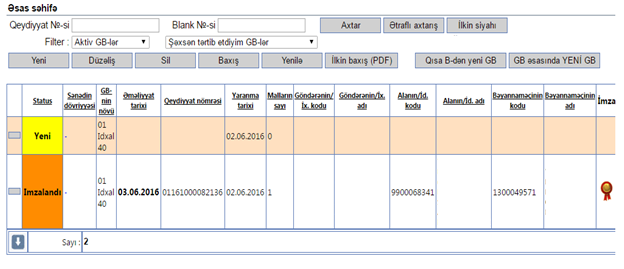 Əsas səhifə
Qeydiyyat №-si Blank №-si Axtar Ətraflı axtarış İlkin siyahı
Filter : Aktiv GB-lər Şəxsən tərtib etdiyim GB-lər
Yeni Düzəliş Sil Baxış Yenilə İlkin baxış (PDF) Qısa B-dən yeni GB GB əsasında YENİ GB
Status Sənədin dövriyyəsi GB-nin növü Əməliyyat tarixi Qeydiyyat nömrəsi Yaranma tarixi Malların sayı Göndərənin/İx. kodu Göndərənin/İx. adı Alanın/İd. kodu Alanın/İd. adı Bəyannaməçinin kodu Bəyannaməçinin adı İmza
Yeni - 01 Idxal 40 02.06.2016 0
İmzalandı - 01 Idxal 40 03.06.2016 01161000082136 02.06.2016 1 9900068341 1300049571
Sayı : 2